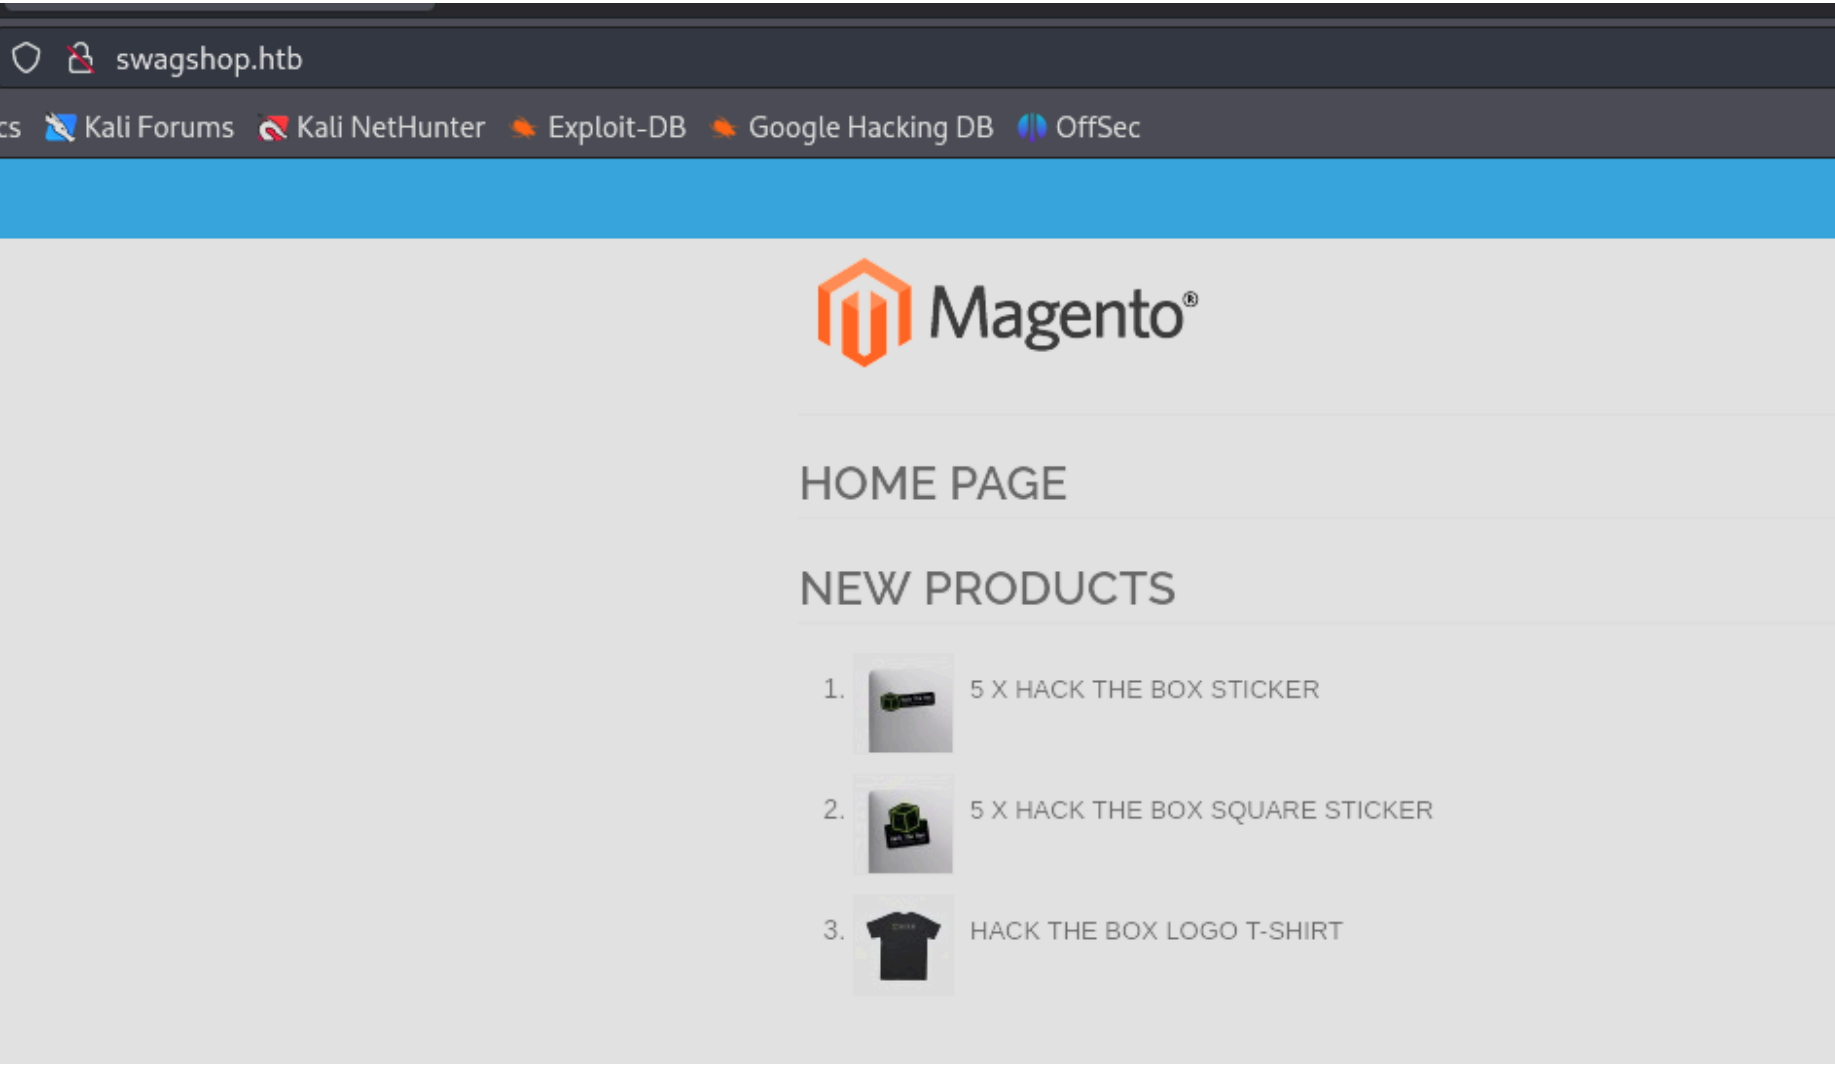 swagshop.htb
cs Kali Forums Kali NetHunter Exploit-DB Google Hacking DB OffSec
Magento®
HOME PAGE
NEW PRODUCTS
1. 5 X HACK THE BOX STICKER
2. 5 X HACK THE BOX SQUARE STICKER
3. HACK THE BOX LOGO T-SHIRT